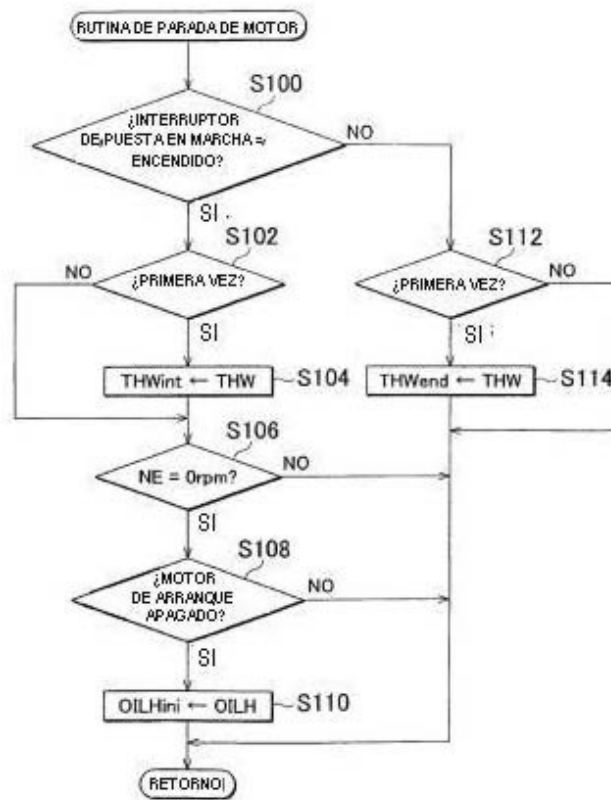 RUTINA DE PARADA DE MOTOR
S100
¿INTERRUPTOR
DE PUESTA EN MARCHA =
ENCENDIDO?
NO
SI
S102
S112
NO
¿PRIMERA VEZ?
¿PRIMERA VEZ?
NO
SI
SI
THWint ← THW
S104
THWend ← THW
S114
S106
NE = 0rpm?
NO
SI
S108
¿MOTOR
DE ARRANQUE
APAGADO?
NO
SI
OILHini ← OILH
S110
RETORNO